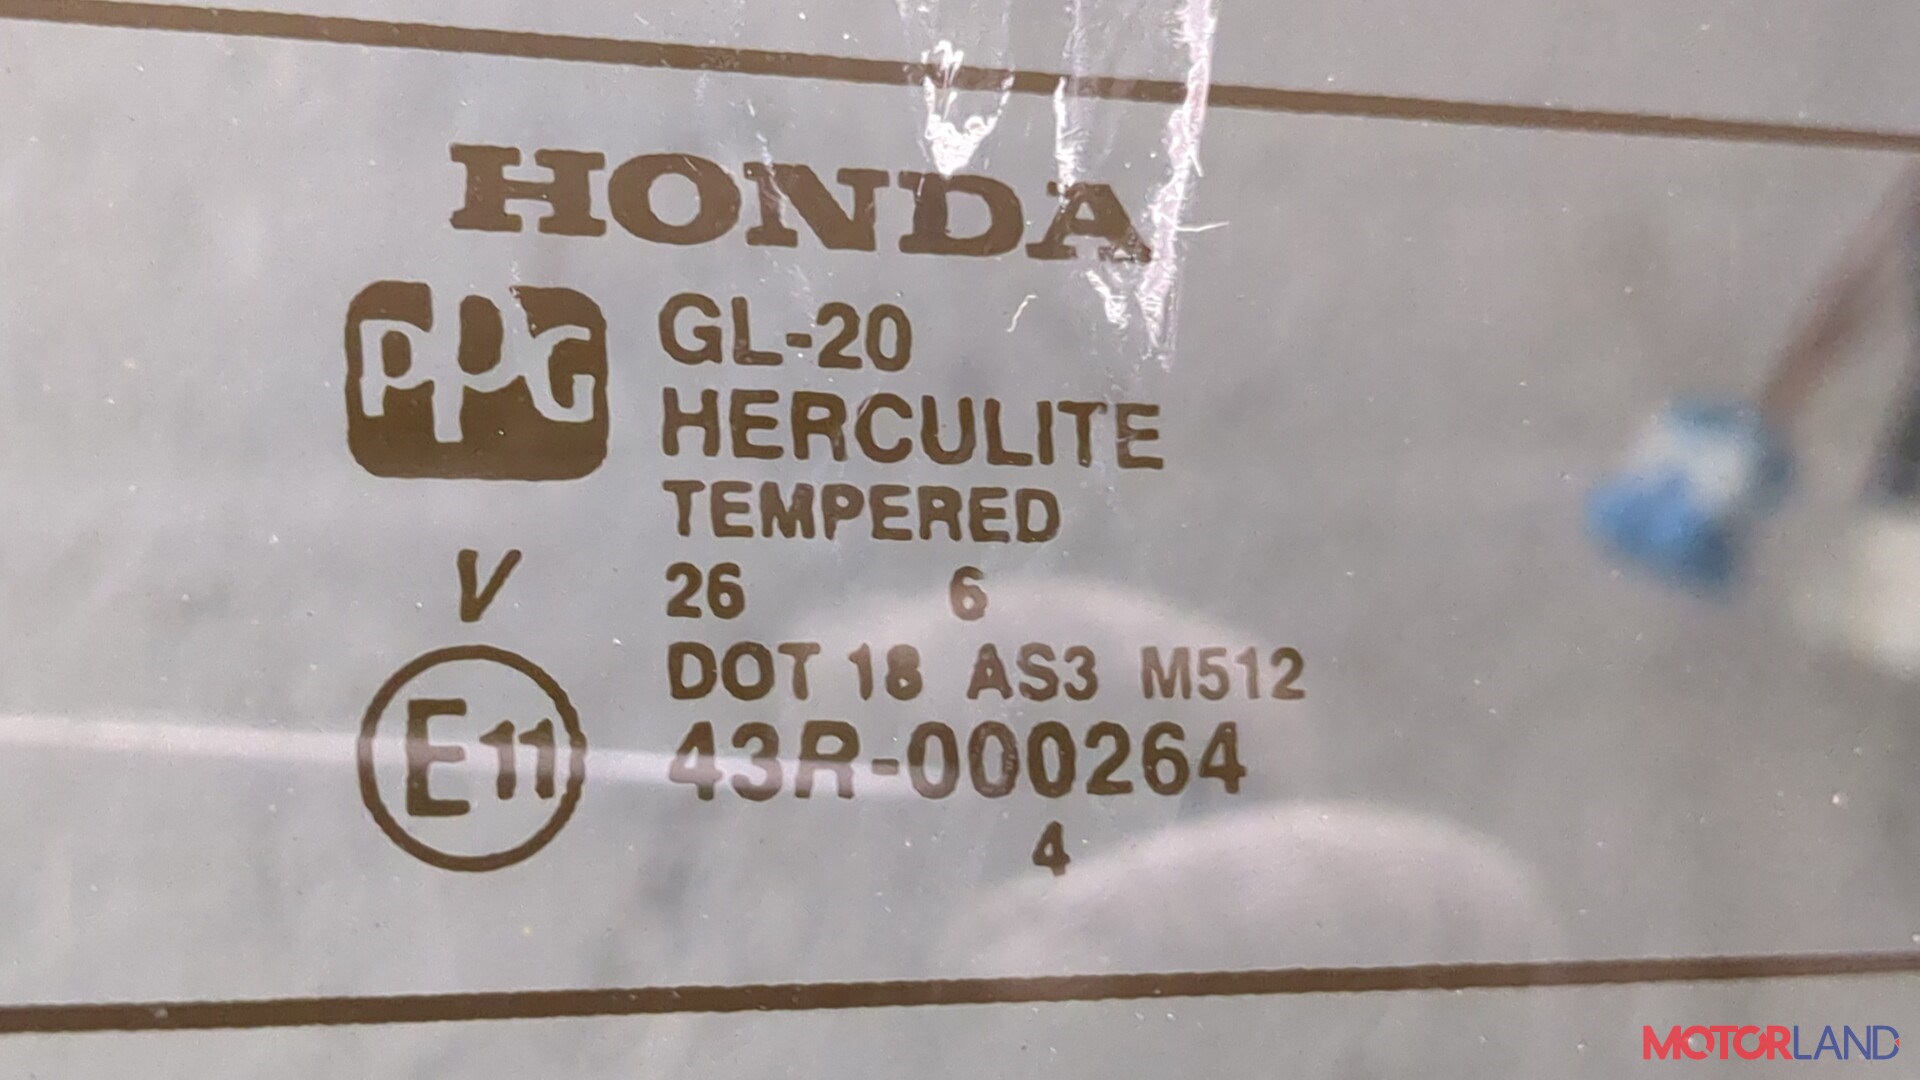 HONDA
PPG
GL-20
HERCULITE
TEMPERED
V 26 6
DOT 18 AS3 M512
E11 43R-000264
4
MOTORLAND